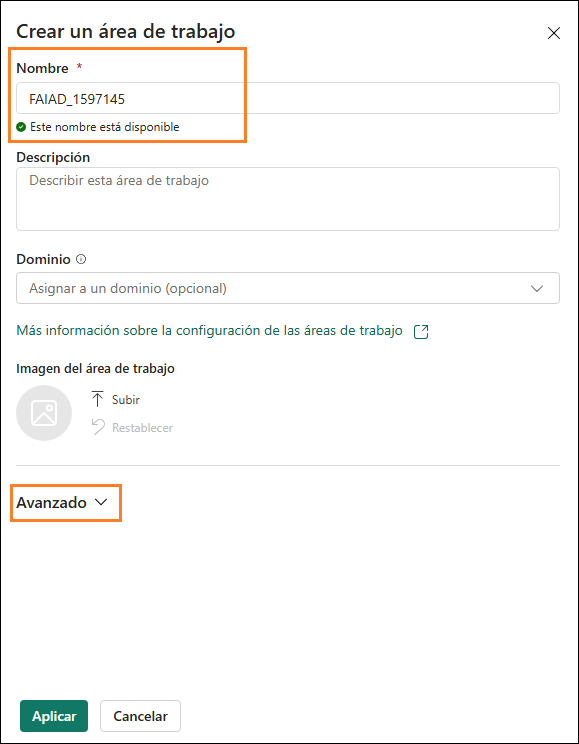 Crear un área de trabajo
Nombre *
FAIAD_1597145
Este nombre está disponible
Descripción
Describir esta área de trabajo
Dominio
Asignar a un dominio (opcional)
Más información sobre la configuración de las áreas de trabajo
Imagen del área de trabajo
Subir
Restablecer
Avanzado
Aplicar
Cancelar